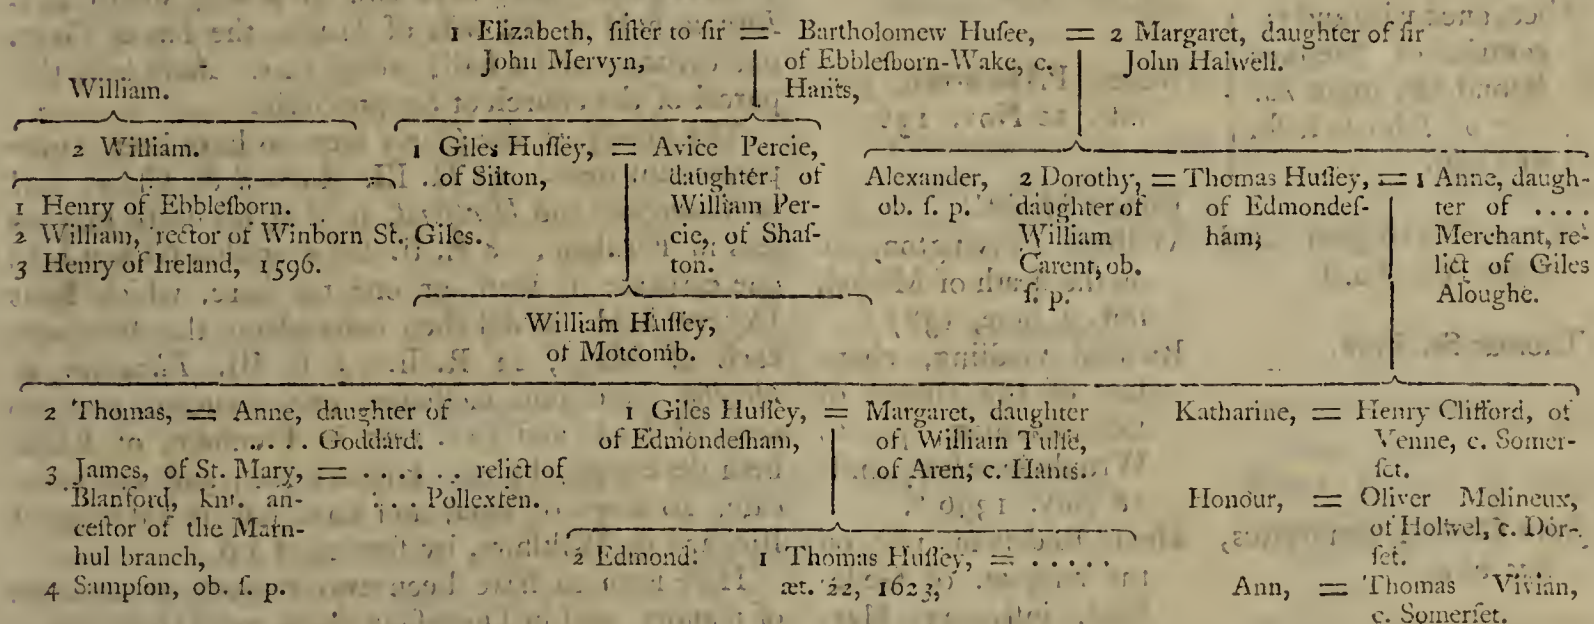 1 Elizabeth, ſiſter to ſir = Bartholomew Huſee, = 2 Margaret, daughter of ſir
John Mervyn, of Ebbleſborn-Wake, c. John Halwell.
William. Hants,
2 William. 1 Giles Huſſey, = Avice Percie,
of Silton, daughter of Alexander, 2 Dorothy, = Thomas Huſſey, = 1 Anne, daugh-
1 Henry of Ebbleſborn. William Per- ob. ſ. p. daughter of of Edmondeſ- ter of ....
2 William, rector of Winborn St. Giles. cie, of Shaf- William ham; Merchant, re-
3 Henry of Ireland, 1596. ton. Carent, ob. lict of Giles
ſ. p. Aloughe.
William Huſſey,
of Motcomb.
2 Thomas, = Anne, daughter of 1 Giles Huſſey, = Margaret, daughter Katharine, = Henry Clifford, of
..... Goddard. of Edmondeſham, of William Tulſe, Venne, c. Somer-
3 James, of St. Mary, = ...... relict of of Aren, c. Hants. ſet.
Blanford, knt. an- ... Pollexfen. Honour, = Oliver Molineux,
ceſtor of the Marn- of Holwel, c. Dor-
hul branch, 2 Edmond. 1 Thomas Huſſey, = ..... ſet.
4 Sampſon, ob. ſ. p. æt. 22, 1623, Ann, = Thomas Vivian,
c. Somerſet.